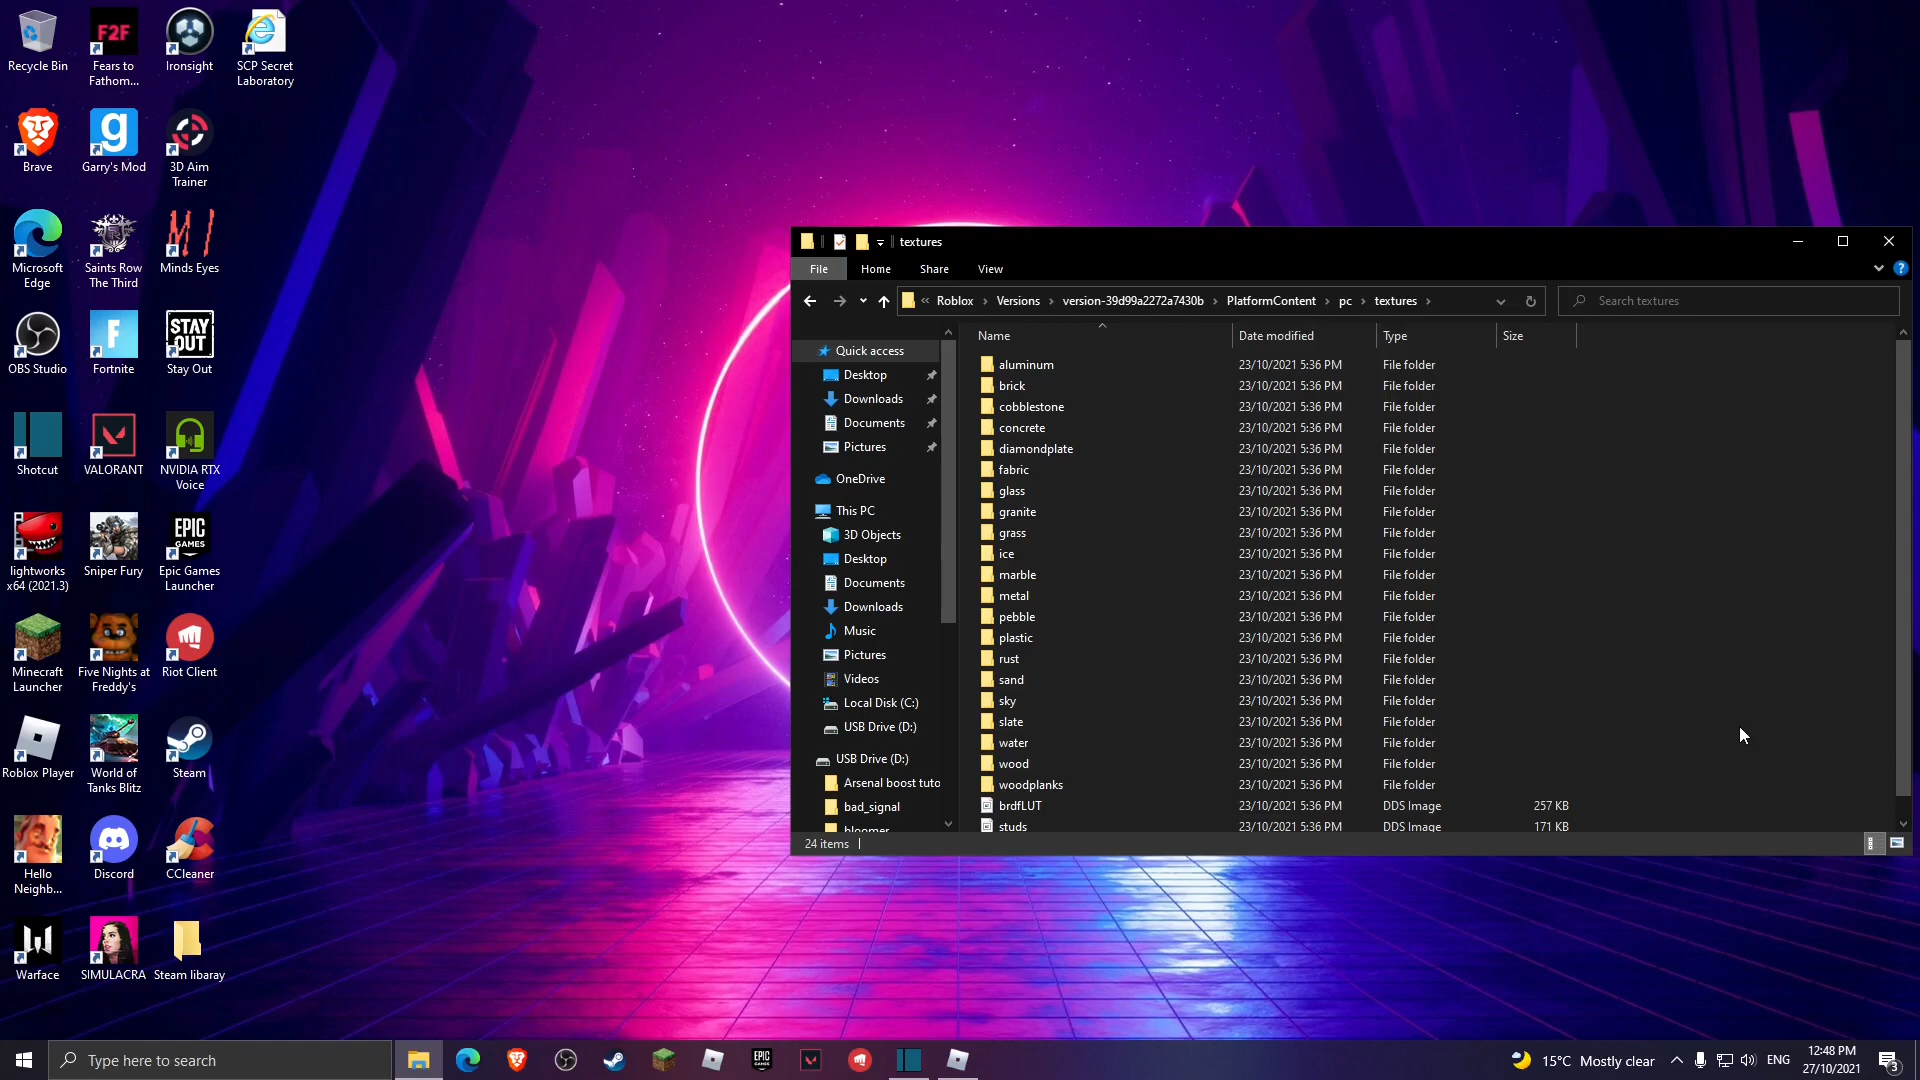 Recycle Bin
F2F
Fears to
Fathom...
Ironsight
SCP Secret
Laboratory
Brave
g
Garry's Mod
3D Aim
Trainer
Microsoft
Edge
Saints Row
The Third
Minds Eyes
OBS Studio
F
Fortnite
STAY
OUT
Stay Out
Shotcut
VALORANT
NVIDIA RTX
Voice
lightworks
x64 (2021.3)
Sniper Fury
EPIC
GAMES
Epic Games
Launcher
Minecraft
Launcher
Five Nights at
Freddy's
Riot Client
Roblox Player
World of
Tanks Blitz
Steam
Hello
Neighb...
Discord
CCleaner
Warface
SIMULACRA
Steam libaray
textures
File
Home
Share
View
?
« Roblox › Versions › version-39d99a2272a7430b › PlatformContent › pc › textures ›
Search textures
Quick access
Desktop
Downloads
Documents
Pictures
OneDrive
This PC
3D Objects
Desktop
Documents
Downloads
Music
Pictures
Videos
Local Disk (C:)
USB Drive (D:)
USB Drive (D:)
Arsenal boost tuto
bad_signal
bloomer
Name Date modified Type Size
aluminum 23/10/2021 5:36 PM File folder
brick 23/10/2021 5:36 PM File folder
cobblestone 23/10/2021 5:36 PM File folder
concrete 23/10/2021 5:36 PM File folder
diamondplate 23/10/2021 5:36 PM File folder
fabric 23/10/2021 5:36 PM File folder
glass 23/10/2021 5:36 PM File folder
granite 23/10/2021 5:36 PM File folder
grass 23/10/2021 5:36 PM File folder
ice 23/10/2021 5:36 PM File folder
marble 23/10/2021 5:36 PM File folder
metal 23/10/2021 5:36 PM File folder
pebble 23/10/2021 5:36 PM File folder
plastic 23/10/2021 5:36 PM File folder
rust 23/10/2021 5:36 PM File folder
sand 23/10/2021 5:36 PM File folder
sky 23/10/2021 5:36 PM File folder
slate 23/10/2021 5:36 PM File folder
water 23/10/2021 5:36 PM File folder
wood 23/10/2021 5:36 PM File folder
woodplanks 23/10/2021 5:36 PM File folder
brdfLUT 23/10/2021 5:36 PM DDS Image 257 KB
studs 23/10/2021 5:36 PM DDS Image 171 KB
24 items
Type here to search
EPIC
15°C Mostly clear
ENG
12:48 PM
27/10/2021
3